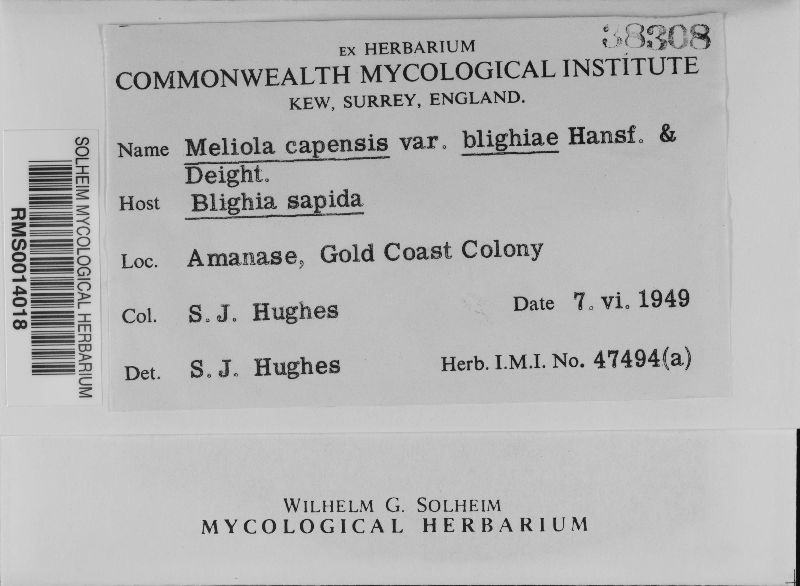 38308
EX HERBARIUM
COMMONWEALTH MYCOLOGICAL INSTITUTE
KEW, SURREY, ENGLAND.
Name Meliola capensis var. blighiae Hansf. &
Deight.
Host Blighia sapida
Loc. Amanase, Gold Coast Colony
Col. S. J. Hughes Date 7. vi. 1949
Det. S. J. Hughes Herb. I.M.I. No. 47494(a)
SOLHEIM MYCOLOGICAL HERBARIUM
RMS0014018
WILHELM G. SOLHEIM
MYCOLOGICAL HERBARIUM